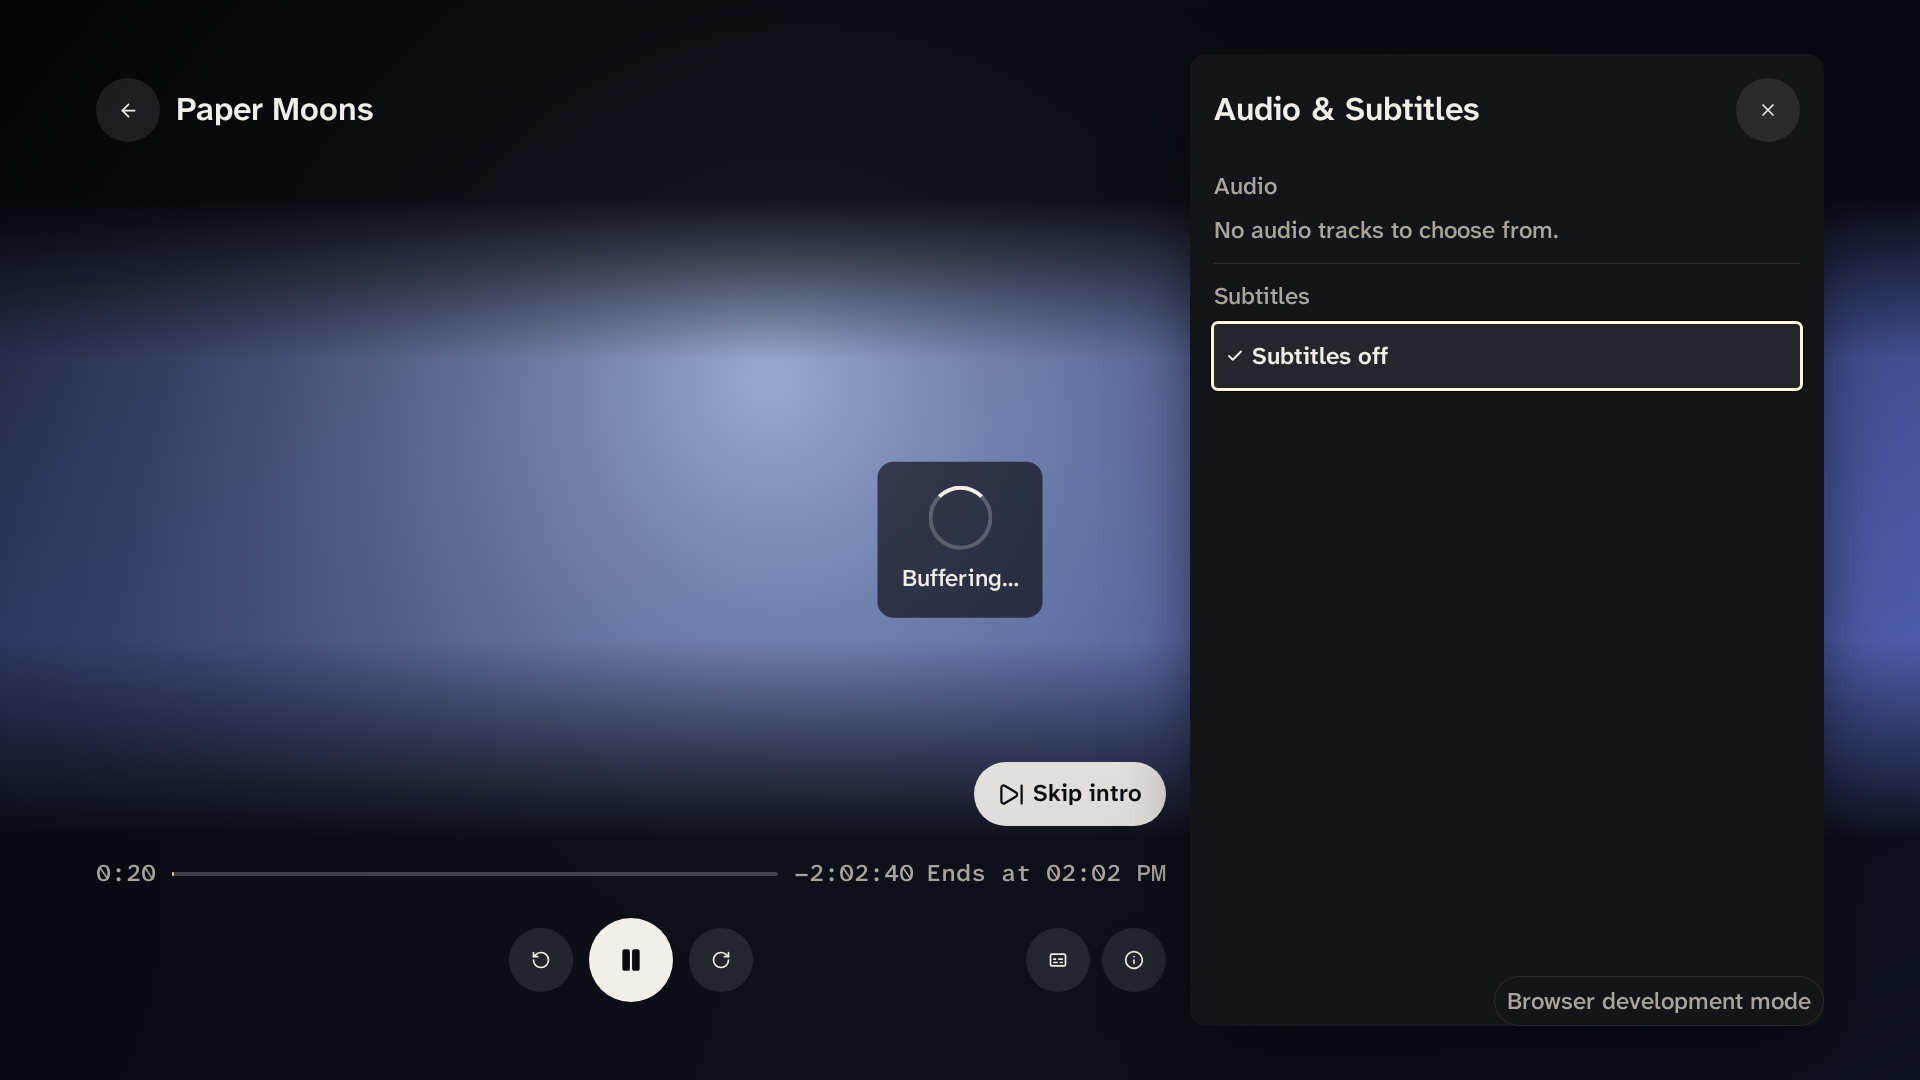 Paper Moons
Audio & Subtitles
Audio
No audio tracks to choose from.
Subtitles
Subtitles off
Buffering...
Skip intro
0:20
−2:02:40 Ends at 02:02 PM
Browser development mode